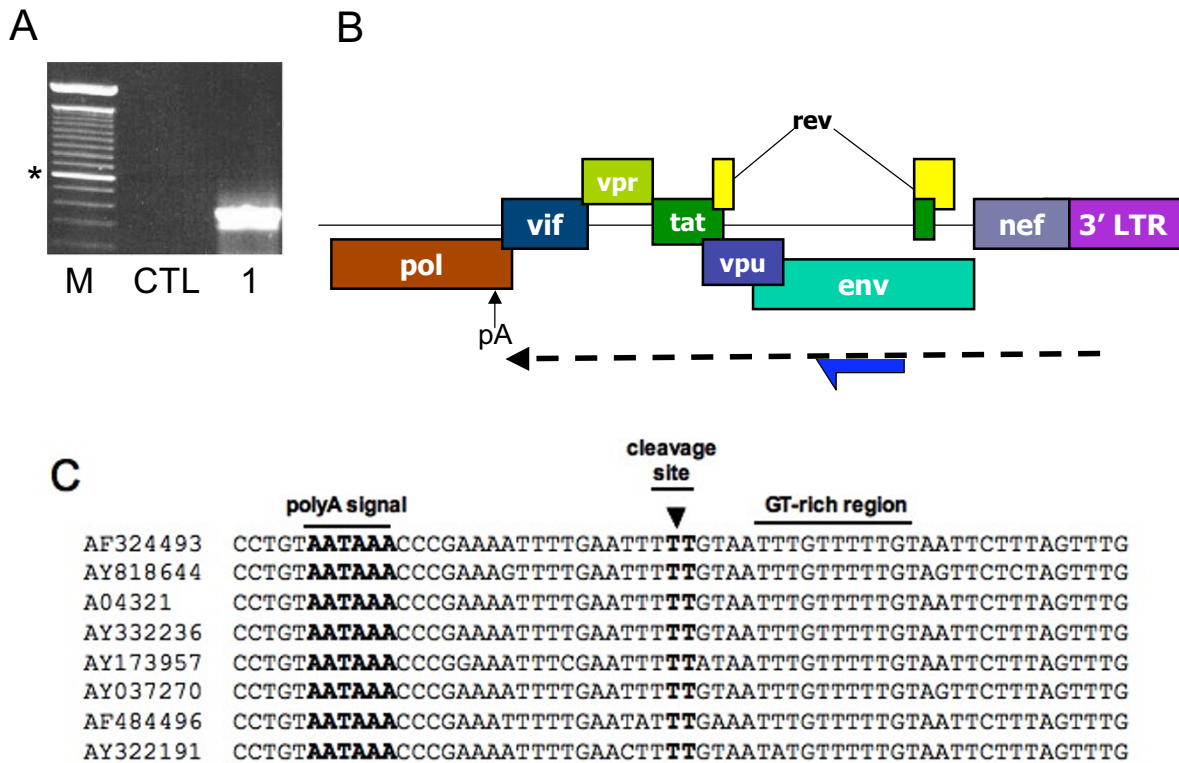 A
*
M CTL 1
B
rev
vpr
vif tat nef 3' LTR
pol vpu env
pA
C
cleavage
site
polyA signal GT-rich region
AF324493 CCTGTAATAAACCCGAAAATTTTGAATTTTTGTAATTTGTTTTTGTAATTCTTTAGTTTG
AY818644 CCTGTAATAAACCCGAAAGTTTTGAATTTTTGTAATTTGTTTTTGTAGTTCTCTAGTTTG
A04321 CCTGTAATAAACCCGAAAATTTTGAATTTTTGTAATTTGTTTTTGTAATTCTTTAGTTTG
AY332236 CCTGTAATAAACCCGAAAATTTTGAATTTTTGTAATTTGTTTTTGTAATTCTTTAGTTTG
AY173957 CCTGTAATAAACCCGGAAATTTCGAATTTTTATAATTTGTTTTTGTAATTCTTTAGTTTG
AY037270 CCTGTAATAAACCCGAAAATTTTGAATTTTTGTAATTTGTTTTTGTAGTTCTTTAGTTTG
AF484496 CCTGTAATAAACCCGAAATTTTTGAATATTTGAAATTTGTTTTTGTAATTCTTTAGTTTG
AY322191 CCTGTAATAAACCCGAAAATTTTGAACTTTTGTAATATGTTTTTGTAATTCTTTAGTTTG